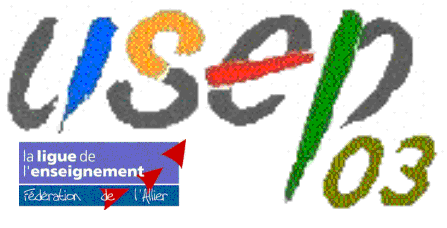 usep
03
la ligue de
l'enseignement
Fédération de l'Allier